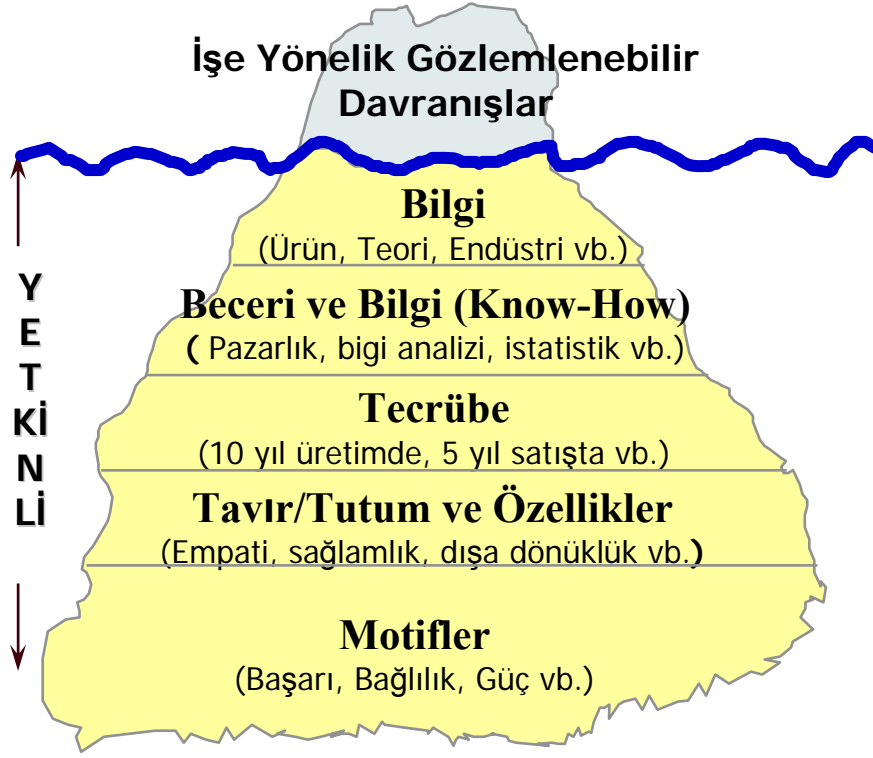 İşe Yönelik Gözlemlenebilir
Davranışlar
Bilgi
(Ürün, Teori, Endüstri vb.)
Beceri ve Bilgi (Know-How)
( Pazarlık, bigi analizi, istatistik vb.)
Tecrübe
(10 yıl üretimde, 5 yıl satışta vb.)
Tavır/Tutum ve Özellikler
(Empati, sağlamlık, dışa dönüklük vb.)
Motifler
(Başarı, Bağlılık, Güç vb.)
Y
E
T
Kİ
N
Lİ